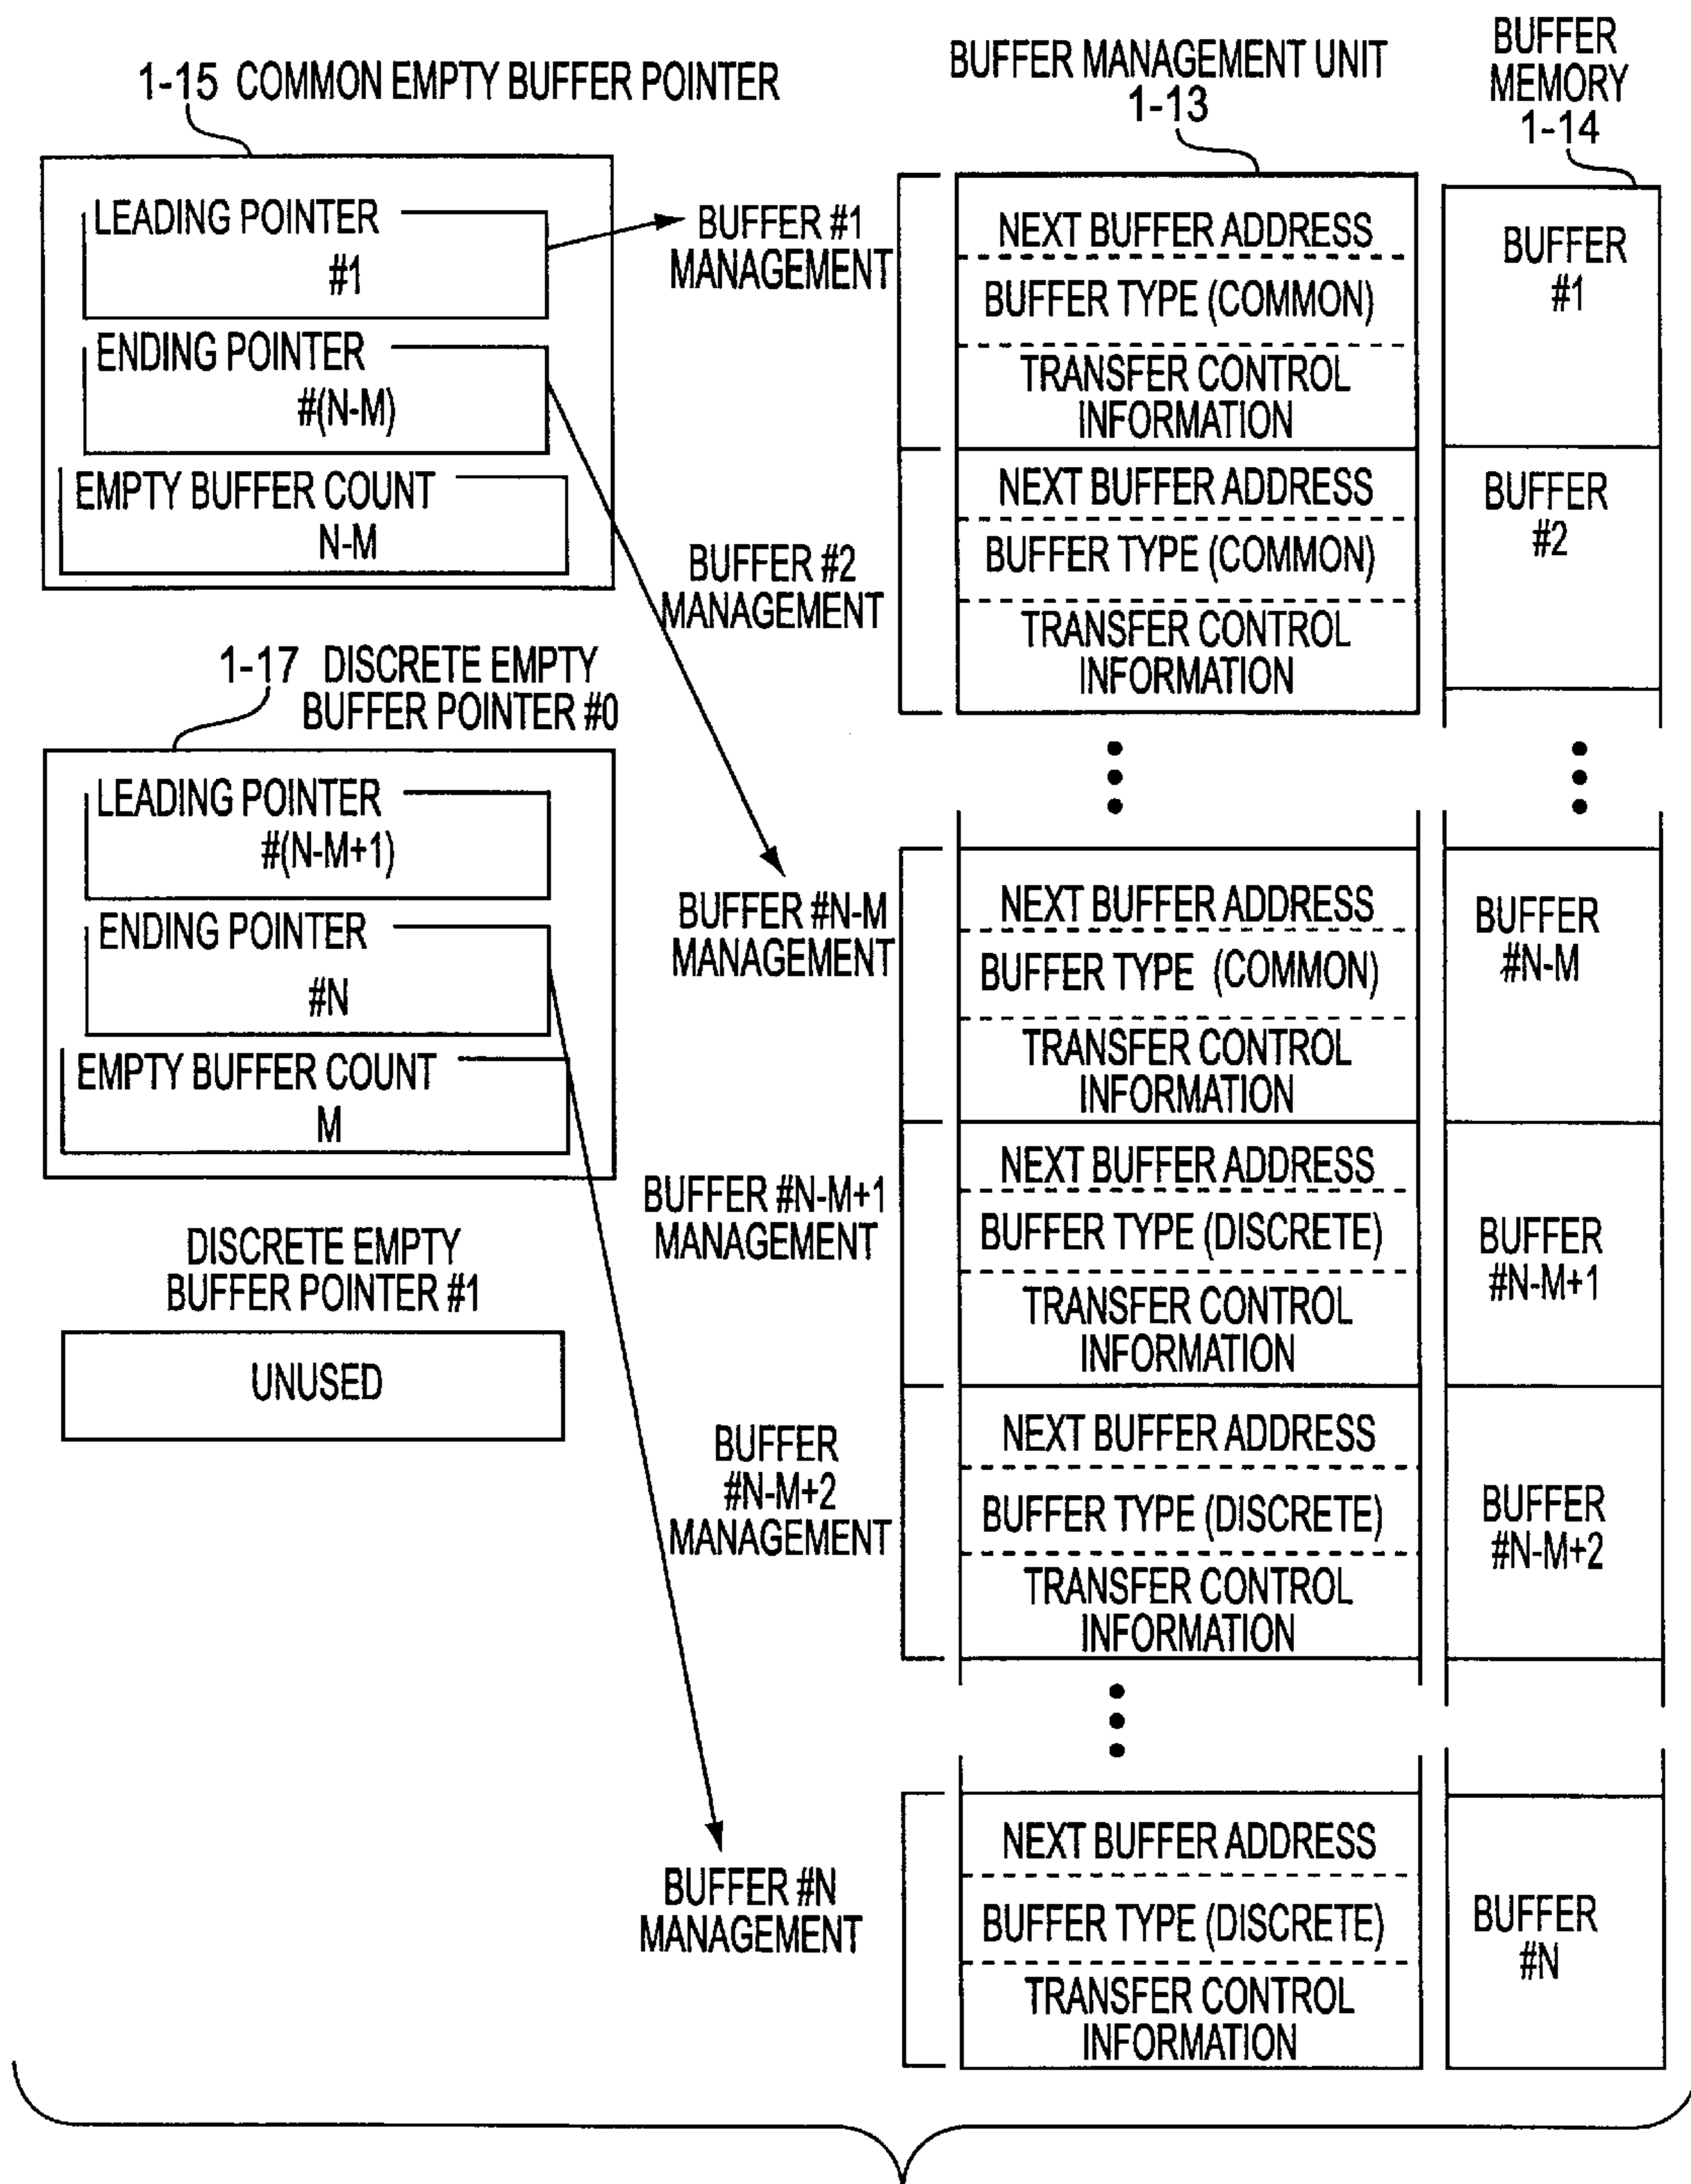 1-15 COMMON EMPTY BUFFER POINTER
LEADING POINTER
#1
ENDING POINTER
#(N-M)
EMPTY BUFFER COUNT
N-M
1-17 DISCRETE EMPTY
BUFFER POINTER #0
LEADING POINTER
#(N-M+1)
ENDING POINTER
#N
EMPTY BUFFER COUNT
M
DISCRETE EMPTY
BUFFER POINTER #1
UNUSED
BUFFER #1
MANAGEMENT
BUFFER #2
MANAGEMENT
BUFFER #N-M
MANAGEMENT
BUFFER #N-M+1
MANAGEMENT
BUFFER
#N-M+2
MANAGEMENT
BUFFER #N
MANAGEMENT
BUFFER MANAGEMENT UNIT
1-13
NEXT BUFFER ADDRESS
BUFFER TYPE (COMMON)
TRANSFER CONTROL
INFORMATION
NEXT BUFFER ADDRESS
BUFFER TYPE (COMMON)
TRANSFER CONTROL
INFORMATION
NEXT BUFFER ADDRESS
BUFFER TYPE (COMMON)
TRANSFER CONTROL
INFORMATION
NEXT BUFFER ADDRESS
BUFFER TYPE (DISCRETE)
TRANSFER CONTROL
INFORMATION
NEXT BUFFER ADDRESS
BUFFER TYPE (DISCRETE)
TRANSFER CONTROL
INFORMATION
NEXT BUFFER ADDRESS
BUFFER TYPE (DISCRETE)
TRANSFER CONTROL
INFORMATION
BUFFER
MEMORY
1-14
BUFFER
#1
BUFFER
#2
BUFFER
#N-M
BUFFER
#N-M+1
BUFFER
#N-M+2
BUFFER
#N